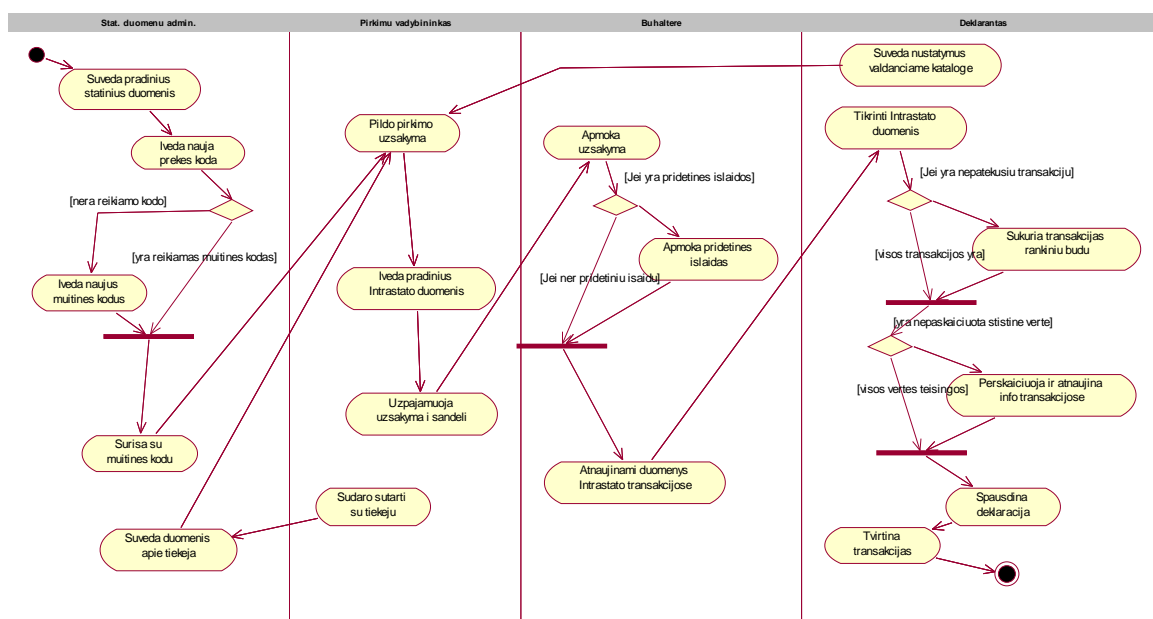 Stat. duomenu admin.
Pirkimu vadybininkas
Buhaltere
Deklarantas
Suveda pradinius
statinius duomenis
Iveda nauja
prekes koda
[nera reikiamo kodo]
[yra reikiamas muitines kodas]
Iveda naujus
muitines kodus
Surisa su
muitines kodu
Suveda duomenis
apie tiekeja
Pildo pirkimo
uzsakyma
Iveda pradinius
Intrastato duomenis
Uzpajamuoja
uzsakyma i sandeli
Sudaro sutarti
su tiekeju
Apmoka
uzsakyma
[Jei yra pridetines islaidos]
Apmoka pridetines
islaidas
[Jei ner pridetiniu isaidu]
Atnaujinami duomenys
Intrastato transakcijose
Suveda nustatymus
valdanciame kataloge
Tikrinti Intrastato
duomenis
[Jei yra nepatekusiu transakciju]
Sukuria transakcijas
rankiniu budu
[visos transakcijos yra]
[yra nepaskaiciuota stistine verte]
[visos vertes teisingos]
Perskaiciuoja ir atnaujina
info transakcijose
Spausdina
deklaracija
Tvirtina
transakcijas